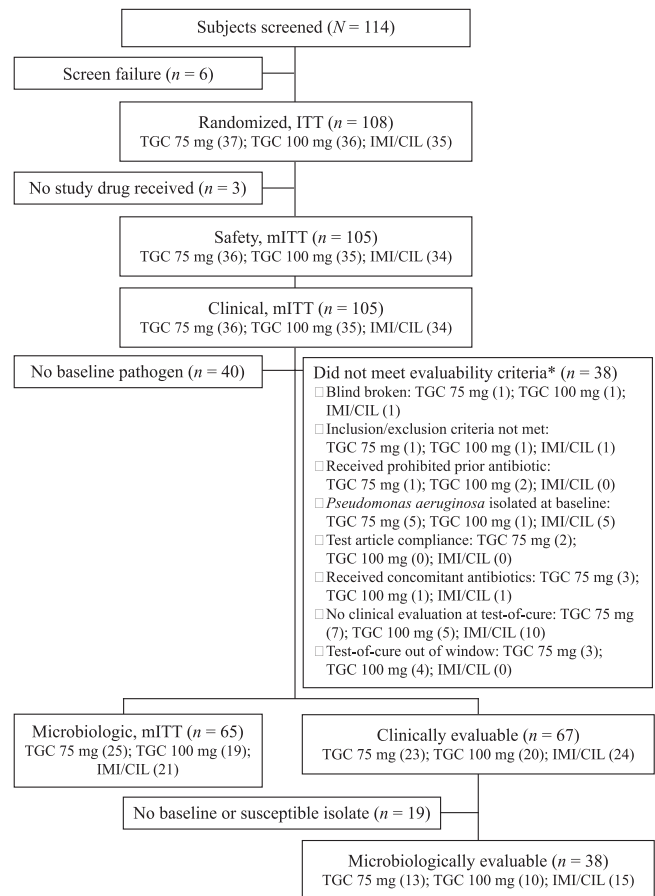 Subjects screened (N = 114)
Screen failure (n = 6)
Randomized, ITT (n = 108)
TGC 75 mg (37); TGC 100 mg (36); IMI/CIL (35)
No study drug received (n = 3)
Safety, mITT (n = 105)
TGC 75 mg (36); TGC 100 mg (35); IMI/CIL (34)
Clinical, mITT (n = 105)
TGC 75 mg (36); TGC 100 mg (35); IMI/CIL (34)
No baseline pathogen (n = 40)
Did not meet evaluability criteria* (n = 38)
□Blind broken: TGC 75 mg (1); TGC 100 mg (1);
IMI/CIL (1)
□Inclusion/exclusion criteria not met:
TGC 75 mg (1); TGC 100 mg (1); IMI/CIL (1)
□Received prohibited prior antibiotic:
TGC 75 mg (1); TGC 100 mg (2); IMI/CIL (0)
□Pseudomonas aeruginosa isolated at baseline:
TGC 75 mg (5); TGC 100 mg (1); IMI/CIL (5)
□Test article compliance: TGC 75 mg (2);
TGC 100 mg (0); IMI/CIL (0)
□Received concomitant antibiotics: TGC 75 mg (3);
TGC 100 mg (1); IMI/CIL (1)
□No clinical evaluation at test-of-cure: TGC 75 mg
(7); TGC 100 mg (5); IMI/CIL (10)
□Test-of-cure out of window: TGC 75 mg (3);
TGC 100 mg (4); IMI/CIL (0)
Microbiologic, mITT (n = 65)
TGC 75 mg (25); TGC 100 mg (19);
IMI/CIL (21)
Clinically evaluable (n = 67)
TGC 75 mg (23); TGC 100 mg (20); IMI/CIL (24)
No baseline or susceptible isolate (n = 19)
Microbiologically evaluable (n = 38)
TGC 75 mg (13); TGC 100 mg (10); IMI/CIL (15)